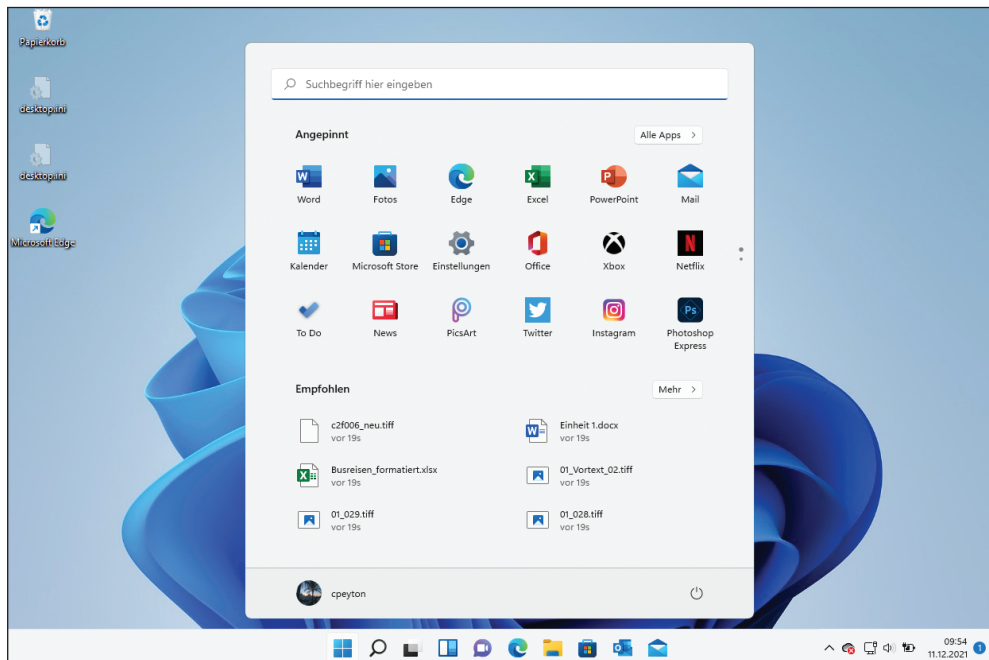 Papierkorb
desktop.ini
desktop.ini
Microsoft Edge
Suchbegriff hier eingeben
Angepinnt
Alle Apps
Word Fotos Edge Excel PowerPoint Mail
Kalender Microsoft Store Einstellungen Office Xbox Netflix
To Do News PicsArt Twitter Instagram Photoshop
Express
Empfohlen
Mehr
c2f006_neu.tiff
vor 19s
Einheit 1.docx
vor 19s
Busreisen_formatiert.xlsx
vor 19s
01_Vortext_02.tiff
vor 19s
01_029.tiff
vor 19s
01_028.tiff
vor 19s
cpeyton
09:54
11.12.2021
1